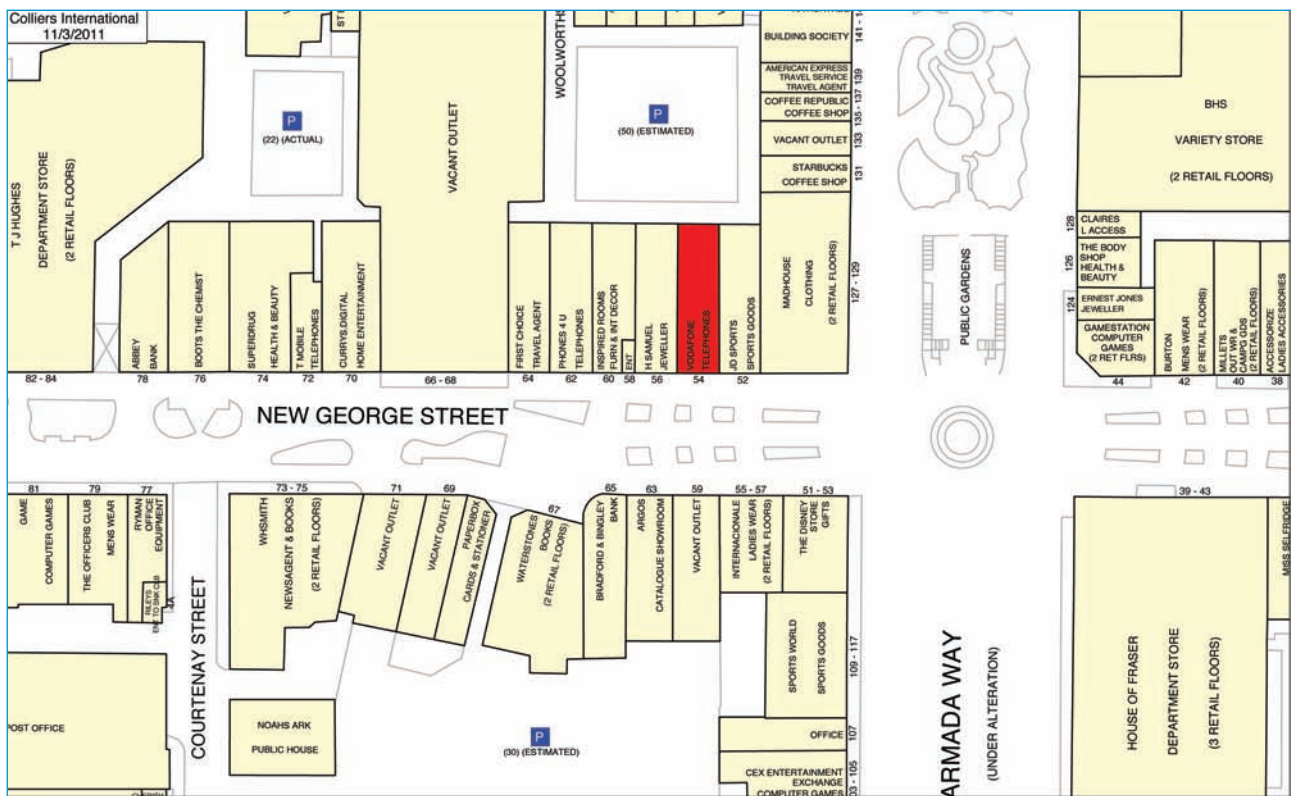 Colliers International
11/3/2011
T J HUGHES
DEPARTMENT STORE
(2 RETAIL FLOORS)
82 - 84
P
(22) (ACTUAL)
VACANT OUTLET
WOOLWORTHS
P
(50) (ESTIMATED)
BUILDING SOCIETY
AMERICAN EXPRESS
TRAVEL SERVICE
TRAVEL AGENT
139
COFFEE REPUBLIC
COFFEE SHOP
135 - 137
VACANT OUTLET
133
STARBUCKS
COFFEE SHOP
131
MADHOUSE
CLOTHING
(2 RETAIL FLOORS)
127 - 129
PUBLIC GARDENS
BHS
VARIETY STORE
(2 RETAIL FLOORS)
128
CLAIRES
L ACCESS
126
THE BODY
SHOP
HEALTH &
BEAUTY
124
ERNEST JONES
JEWELLER
GAMESTATION
COMPUTER
GAMES
(2 RET FLRS)
44
BURTON
MENS WEAR
(2 RETAIL FLOORS)
42
MILLETS
OUT WR &
CAMPG GDS
(2 RETAIL FLOORS)
40
ACCESSORIZE
LADIES ACCESSORIES
38
ABBEY
BANK
78
BOOTS THE CHEMIST
76
SUPERDRUG
HEALTH & BEAUTY
74
T MOBILE
TELEPHONES
72
CURRYS.DIGITAL
HOME ENTERTAINMENT
70
66 - 68
FIRST CHOICE
TRAVEL AGENT
64
PHONES 4 U
TELEPHONES
62
INSPIRED ROOMS
FURN & INT DECOR
60
ENT
58
H SAMUEL
JEWELLER
56
VODAFONE
TELEPHONES
54
JD SPORTS
SPORTS GOODS
52
NEW GEORGE STREET
81
GAME
COMPUTER GAMES
79
THE OFFICERS CLUB
MENS WEAR
77
RYMAN
OFFICE
EQUIPMENT
RILEYS
COURTENAY STREET
73 - 75
WHSMITH
NEWSAGENT & BOOKS
(2 RETAIL FLOORS)
71
VACANT OUTLET
69
VACANT OUTLET
PAPERBOX
CARDS & STATIONER
67
WATERSTONES
BOOKS
(2 RETAIL FLOORS)
65
BRADFORD & BINGLEY
BANK
63
ARGOS
CATALOGUE SHOWROOM
59
VACANT OUTLET
55 - 57
INTERNACIONALE
LADIES WEAR
(2 RETAIL FLOORS)
51 - 53
THE DISNEY
STORE
GIFTS
SPORTS WORLD
SPORTS GOODS
109 - 117
OFFICE
107
CEX ENTERTAINMENT
EXCHANGE
COMPUTER GAMES
03 - 105
ARMADA WAY
(UNDER ALTERATION)
39 - 43
HOUSE OF FRASER
DEPARTMENT STORE
(3 RETAIL FLOORS)
MISS SELFRIDGE
POST OFFICE
NOAHS ARK
PUBLIC HOUSE
P
(30) (ESTIMATED)